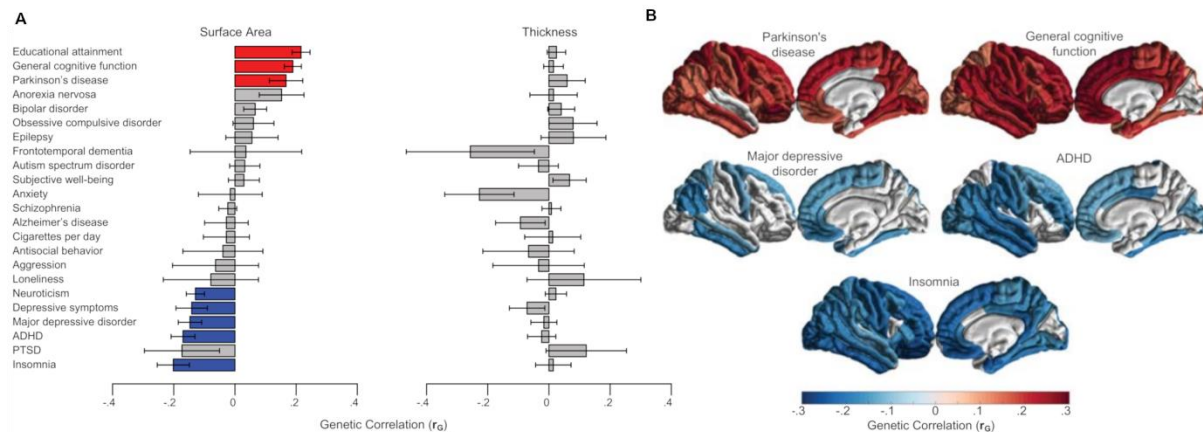 A
Surface Area
Thickness
Educational attainment
General cognitive function
Parkinson's disease
Anorexia nervosa
Bipolar disorder
Obsessive compulsive disorder
Epilepsy
Frontotemporal dementia
Autism spectrum disorder
Subjective well-being
Anxiety
Schizophrenia
Alzheimer's disease
Cigarettes per day
Antisocial behavior
Aggression
Loneliness
Neuroticism
Depressive symptoms
Major depressive disorder
ADHD
PTSD
Insomnia
-.4 -.2 0 .2 .4
-.4 -.2 0 .2 .4
Genetic Correlation (rG)
B
Parkinson's
disease
General cognitive
function
Major depressive
disorder
ADHD
Insomnia
-.3 -.2 -.1 0 .1 .2 .3
Genetic Correlation (rG)